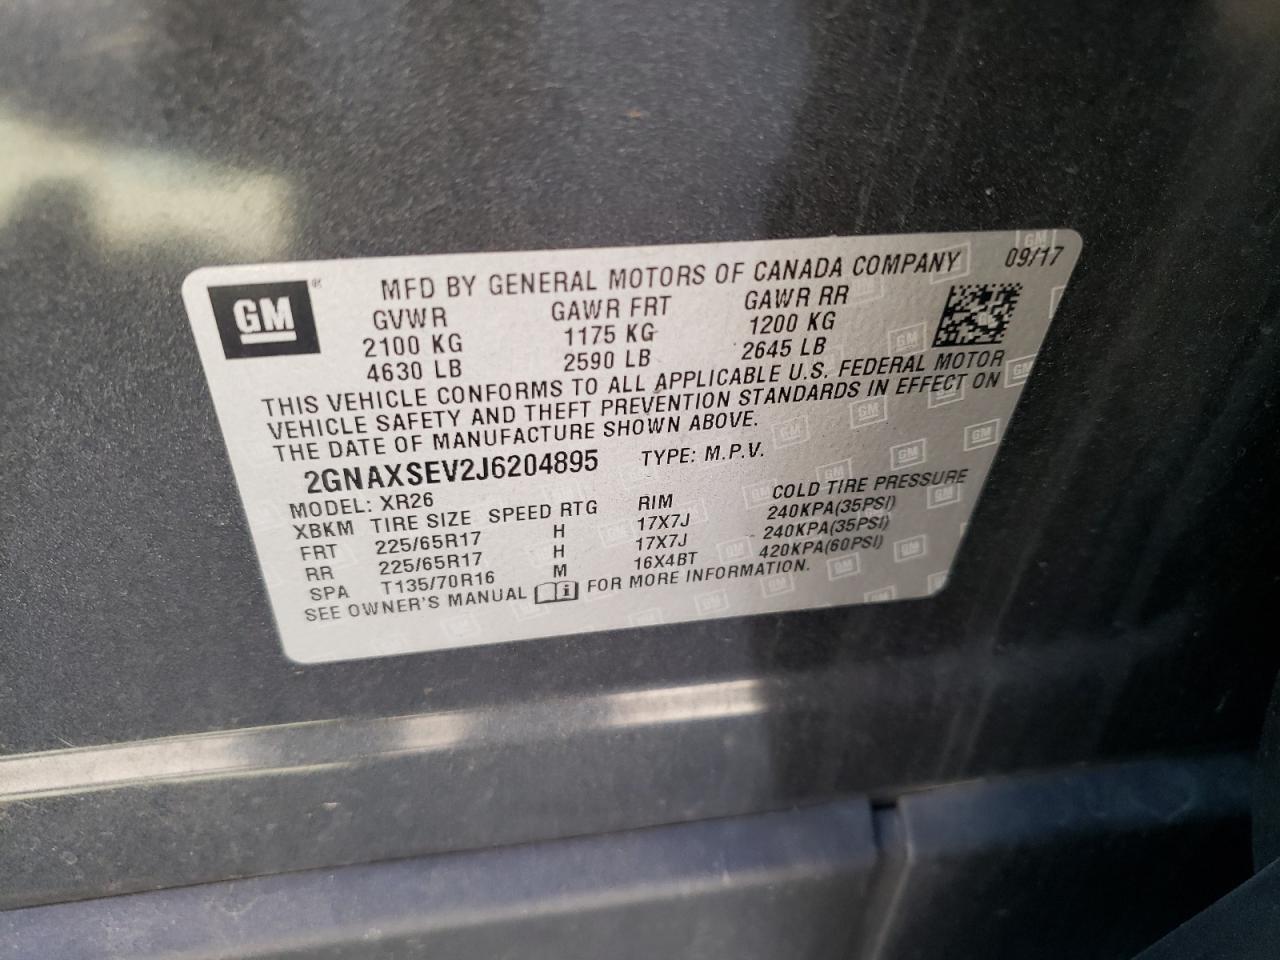 GM ®
MFD BY GENERAL MOTORS OF CANADA COMPANY 09/17
GVWR GAWR FRT GAWR RR
2100 KG 1175 KG 1200 KG
4630 LB 2590 LB 2645 LB
THIS VEHICLE CONFORMS TO ALL APPLICABLE U.S. FEDERAL MOTOR
VEHICLE SAFETY AND THEFT PREVENTION STANDARDS IN EFFECT ON
THE DATE OF MANUFACTURE SHOWN ABOVE.
2GNAXSEV2J6204895 TYPE: M.P.V.
MODEL: XR26
XBKM TIRE SIZE SPEED RTG RIM COLD TIRE PRESSURE
FRT 225/65R17 H 17X7J 240KPA(35PSI)
RR 225/65R17 H 17X7J 240KPA(35PSI)
SPA T135/70R16 M 16X4BT 420KPA(60PSI)
SEE OWNER'S MANUAL FOR MORE INFORMATION.